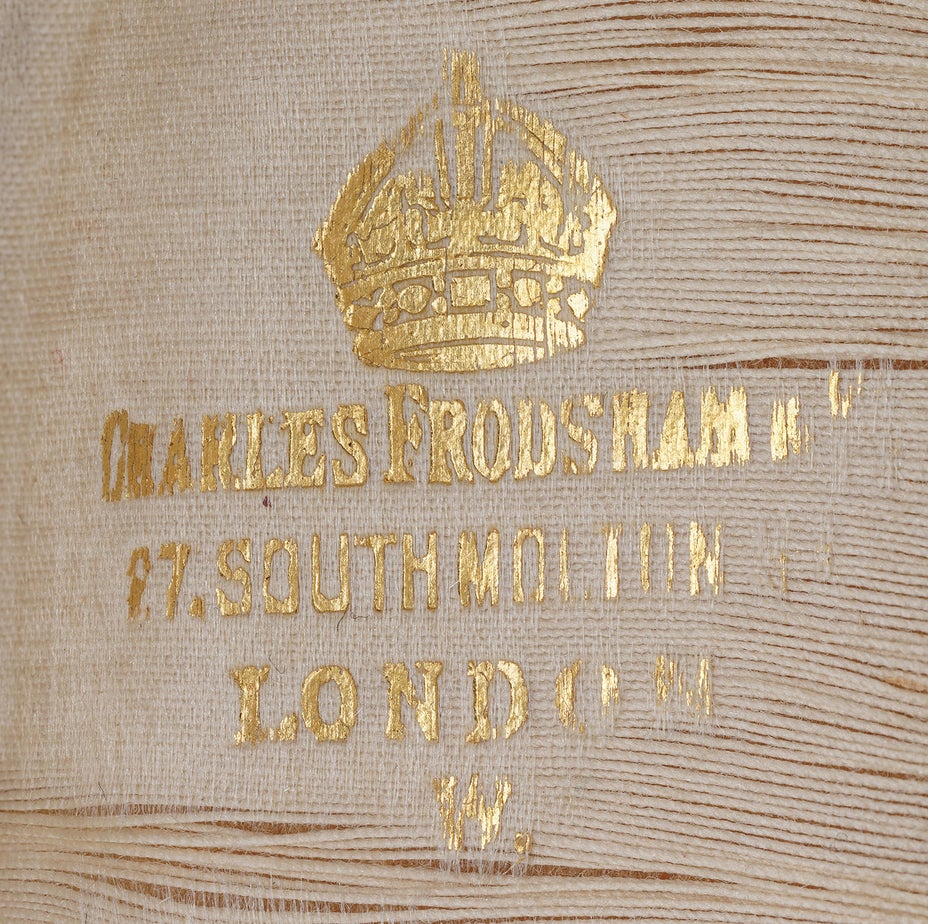 CHARLES FRODSHAM
27. SOUTH MOLTON
LONDON
W.